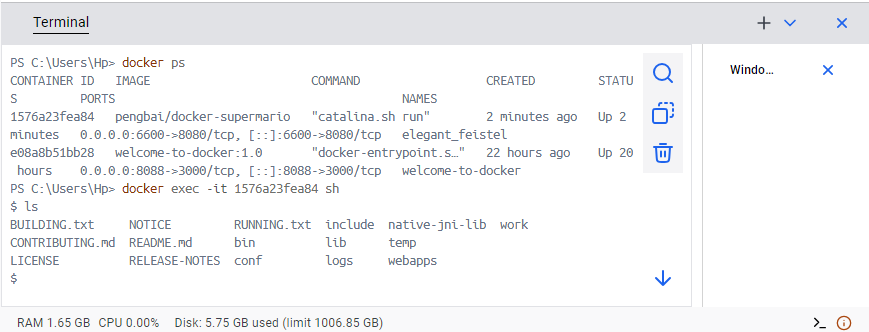 Terminal
PS C:\Users\Hp> docker ps
CONTAINER ID   IMAGE                      COMMAND                  CREATED         STATU
S          PORTS                                         NAMES
1576a23fea84   pengbai/docker-supermario   "catalina.sh run"        2 minutes ago   Up 2
minutes   0.0.0.0:6600->8080/tcp, [::]:6600->8080/tcp   elegant_feistel
e08a8b51bb28   welcome-to-docker:1.0       "docker-entrypoint.s…"   22 hours ago    Up 20
 hours    0.0.0.0:8088->3000/tcp, [::]:8088->3000/tcp   welcome-to-docker
PS C:\Users\Hp> docker exec -it 1576a23fea84 sh
$ ls
BUILDING.txt     NOTICE         RUNNING.txt  include  native-jni-lib  work
CONTRIBUTING.md  README.md      bin          lib      temp
LICENSE          RELEASE-NOTES  conf         logs     webapps
$
Windo...
RAM 1.65 GB  CPU 0.00%   Disk: 5.75 GB used (limit 1006.85 GB)